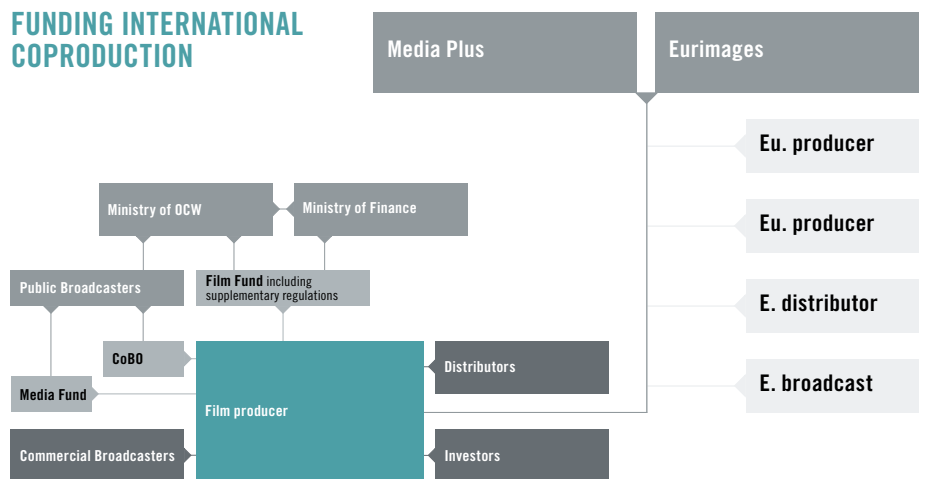 FUNDING INTERNATIONAL
COPRODUCTION
Media Plus
Eurimages
Eu. producer
Eu. producer
E. distributor
E. broadcast
Ministry of OCW
Ministry of Finance
Public Broadcasters
Film Fund including
supplementary regulations
CoBO
Media Fund
Film producer
Distributors
Commercial Broadcasters
Investors